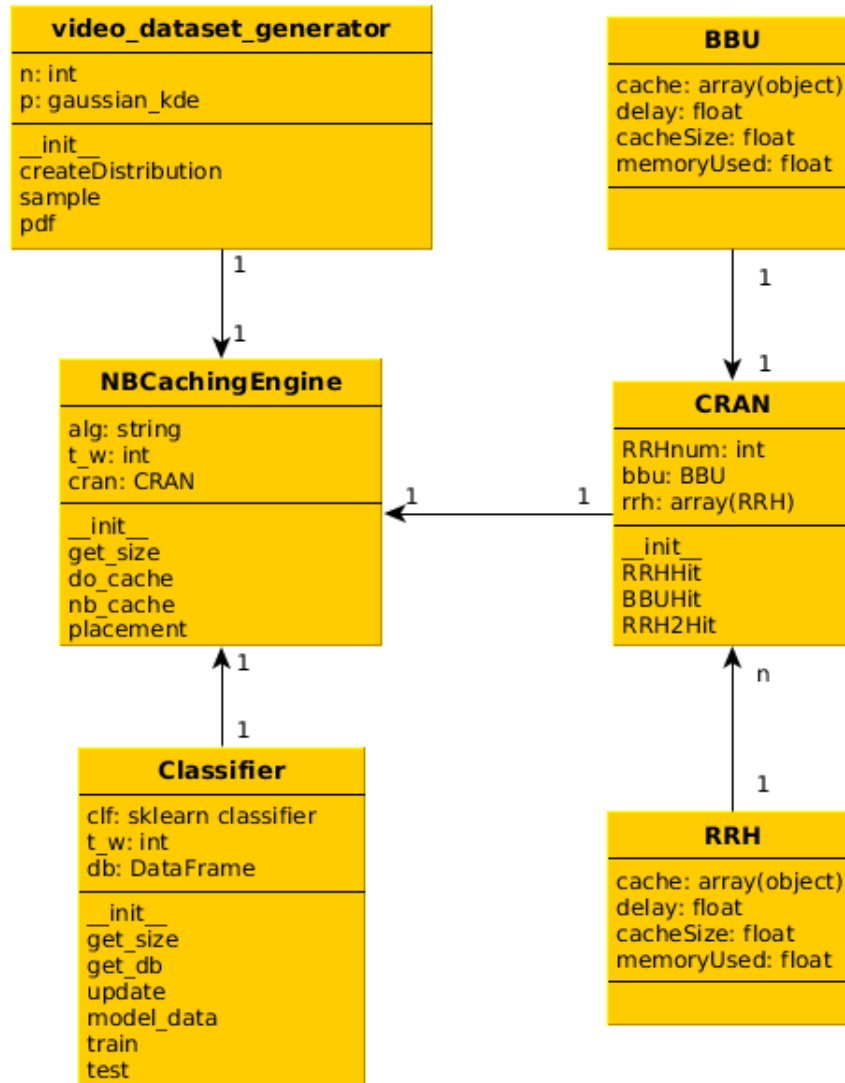 video_dataset_generator
n: int
p: gaussian_kde
__init__
createDistribution
sample
pdf
1
1
NBCachingEngine
alg: string
t_w: int
cran: CRAN
__init__
get_size
do_cache
nb_cache
placement
1
1
1
1
Classifier
clf: sklearn classifier
t_w: int
db: DataFrame
__init__
get_size
get_db
update
model_data
train
test
BBU
cache: array(object)
delay: float
cacheSize: float
memoryUsed: float
1
1
CRAN
RRHnum: int
bbu: BBU
rrh: array(RRH)
__init__
RRHHit
BBUHit
RRH2Hit
n
1
RRH
cache: array(object)
delay: float
cacheSize: float
memoryUsed: float